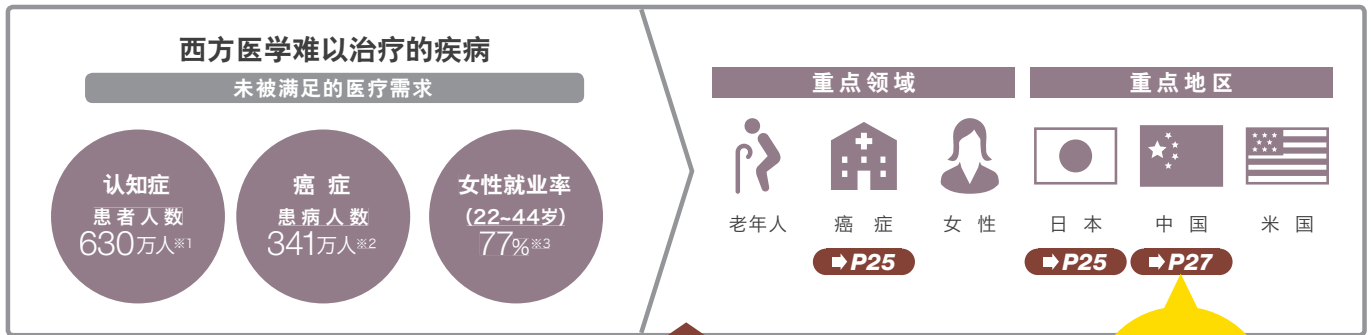 西方医学难以治疗的疾病
未被满足的医疗需求
认知症
患者人数
630万人※1
癌 症
患病人数
341万人※2
女性就业率
(22~44岁)
77%※3
重点领域
老年人
癌 症
➡P25
女 性
重点地区
日 本
➡P25
中 国
➡P27
米 国